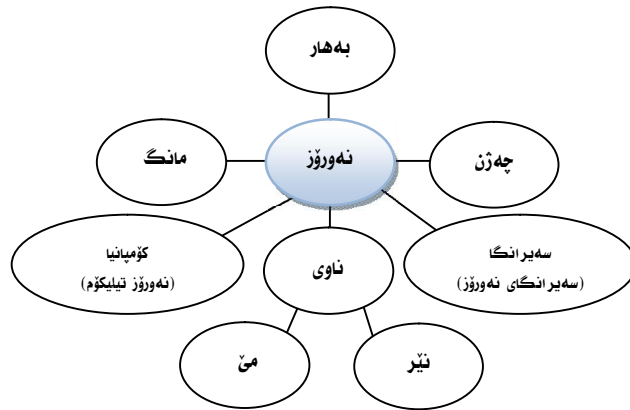 بەهار
مانگ
نەورۆز
چەژن
کۆمپانیا
(نەورۆز تیلیکۆم)
ناوی
سەیرانگا
(سەیرانگای نەورۆز)
مێ
نێر